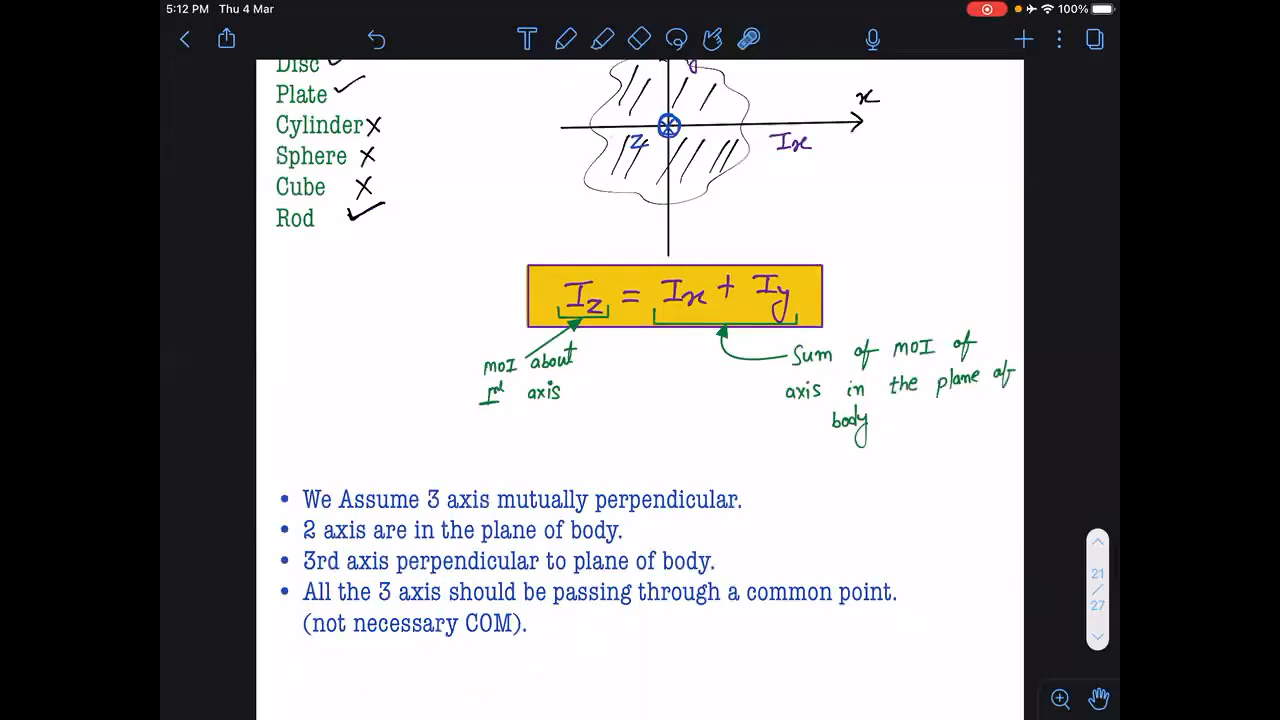 5:12 PM Thu 4 Mar
100%
Disc
Plate
Cylinder
Sphere
Cube
Rod
x
Ix
z
Iz = Ix + Iy
MOI about
Ird axis
Sum of MOI of
axis in the plane of
body
• We Assume 3 axis mutually perpendicular.
• 2 axis are in the plane of body.
• 3rd axis perpendicular to plane of body.
• All the 3 axis should be passing through a common point.
(not necessary COM).
21
/
27